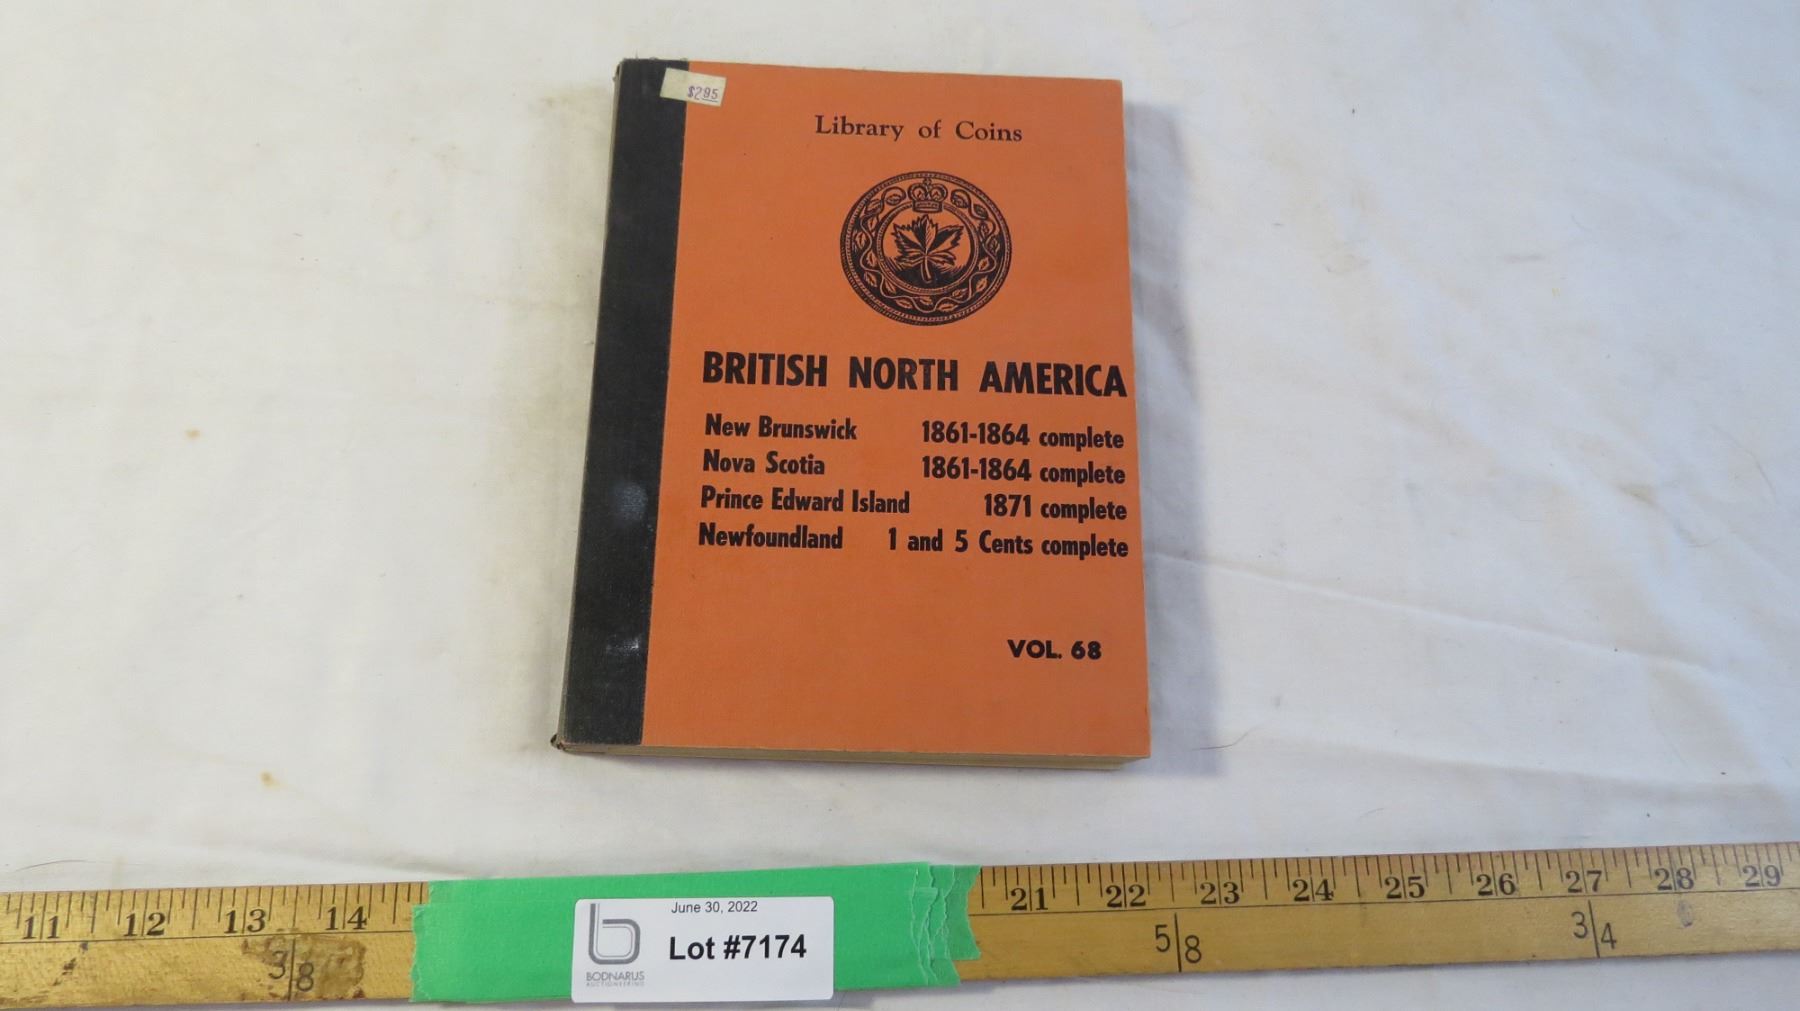 $2.95
Library of Coins
BRITISH NORTH AMERICA
New Brunswick 1861-1864 complete
Nova Scotia 1861-1864 complete
Prince Edward Island 1871 complete
Newfoundland 1 and 5 Cents complete
VOL. 68
11 12 13 14 21 22 23 24 25 26 27 28 29
3/8 5/8 3/4
June 30, 2022
Lot #7174
b
BODNARUS
AUCTIONEERING